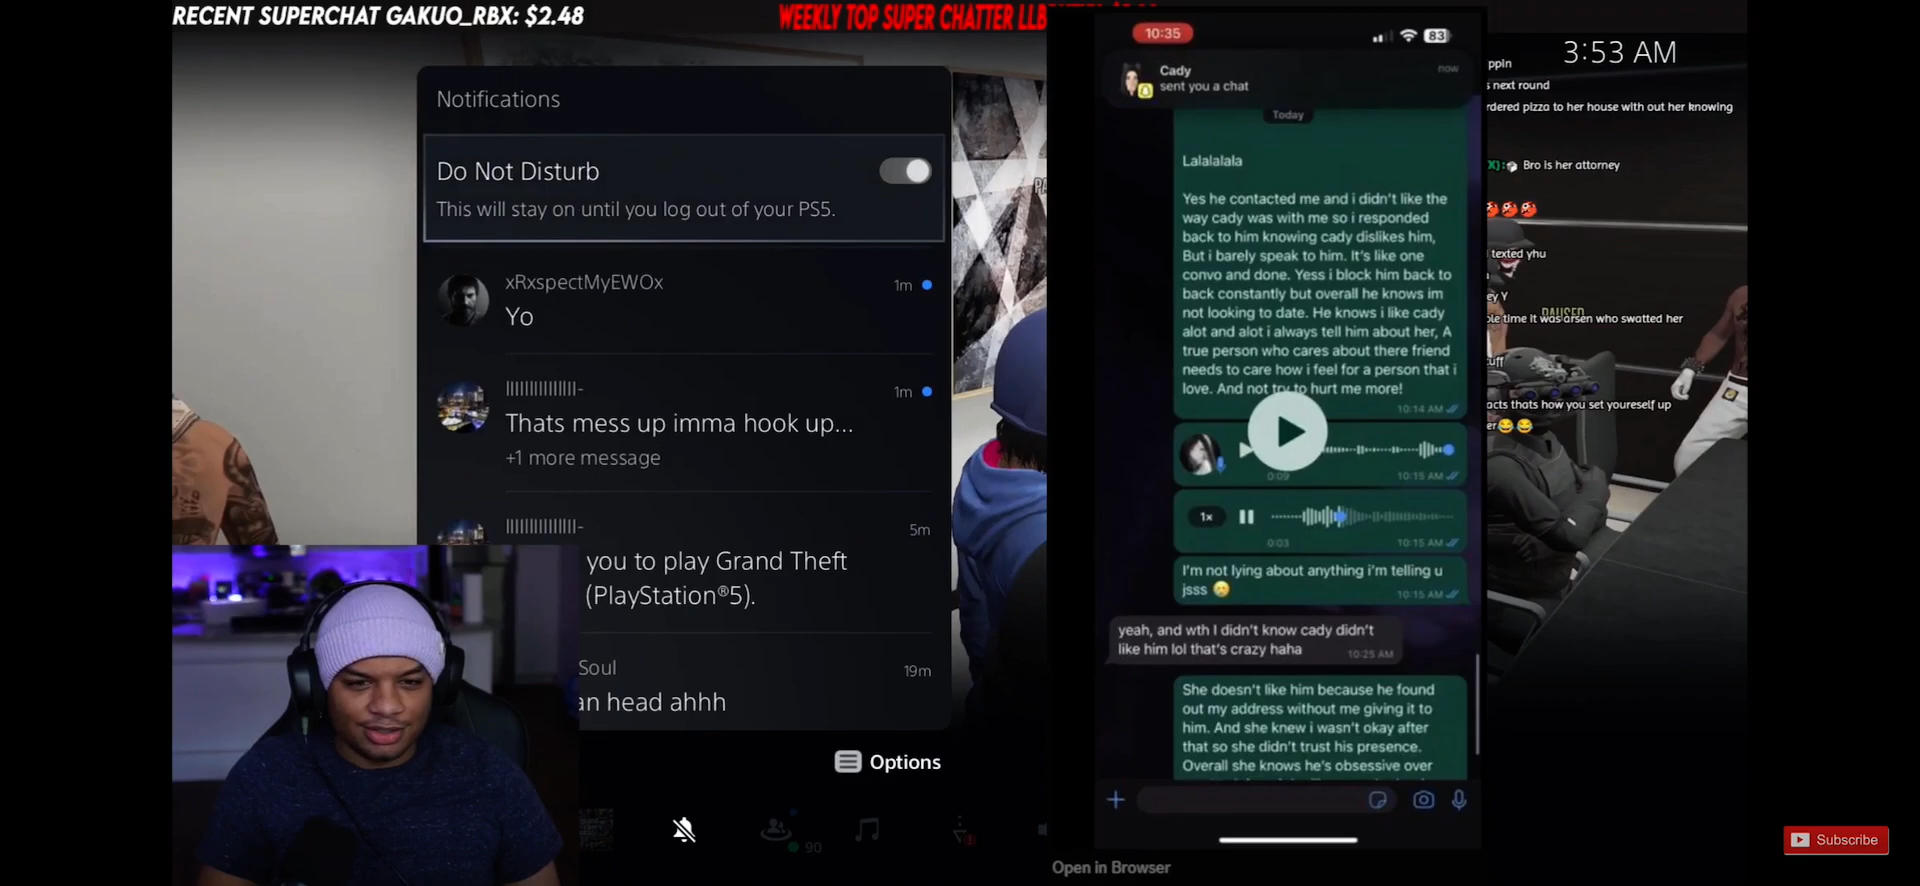 RECENT SUPERCHAT GAKUO_RBX: $2.48
WEEKLY TOP SUPER CHATTER
Notifications
Do Not Disturb
This will stay on until you log out of your PS5.
xRxspectMyEWOx
1m
Yo
1m
Thats mess up imma hook up...
+1 more message
5m
you to play Grand Theft
(PlayStation®5).
Soul
19m
an head ahhh
Options
90
10:35
83
Cady
now
sent you a chat
Today
Lalalalala
Yes he contacted me and i didn't like the
way cady was with me so i responded
back to him knowing cady dislikes him,
But i barely speak to him. It's like one
convo and done. Yess i block him back to
back constantly but overall he knows im
not looking to date. He knows i like cady
alot and alot i always tell him about her, A
true person who cares about there friend
needs to care how i feel for a person that i
love. And not try to hurt me more!
10:14 AM
0:09
10:15 AM
1x
0:03
10:15 AM
I'm not lying about anything i'm telling u
jsss 😢
10:15 AM
yeah, and wth I didn't know cady didn't
like him lol that's crazy haha
10:25 AM
She doesn't like him because he found
out my address without me giving it to
him. And she knew i wasn't okay after
that so she didn't trust his presence.
Overall she knows he's obsessive over
Open in Browser
3:53 AM
ppin
s next round
rdered pizza to her house with out her knowing
Bro is her attorney
texted yhu
ey Y
PAUSED
le time it was arsen who swatted her
uff
acts thats how you set youreself up
er😂😂
Subscribe